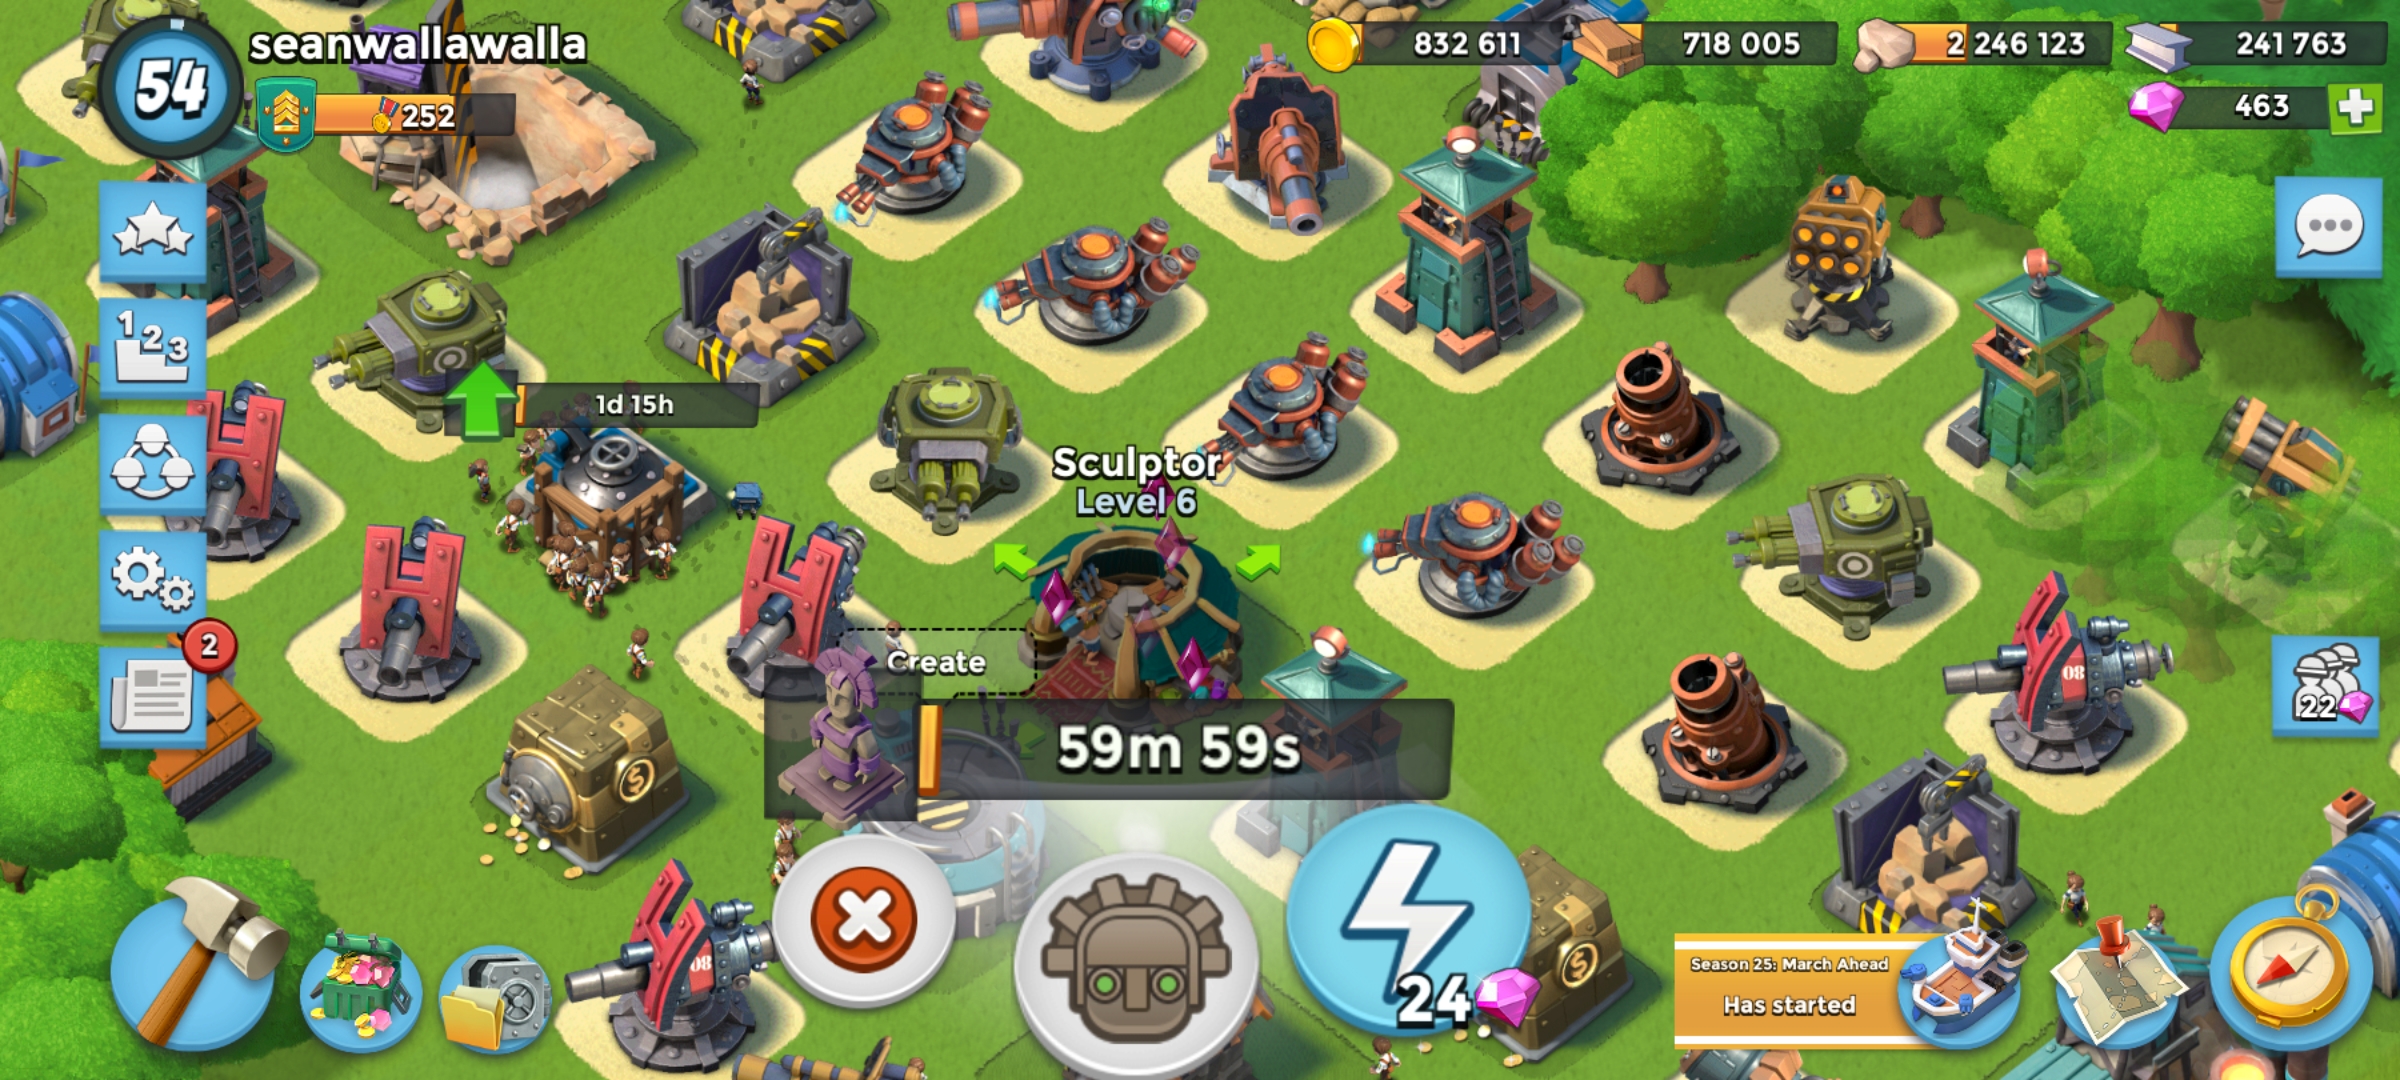 54
seanwallawalla
252
832 611
718 005
2 246 123
241 763
463
123
1d 15h
Sculptor
Level 6
2
Create
59m 59s
08
22
08
24
Season 25: March Ahead
Has started